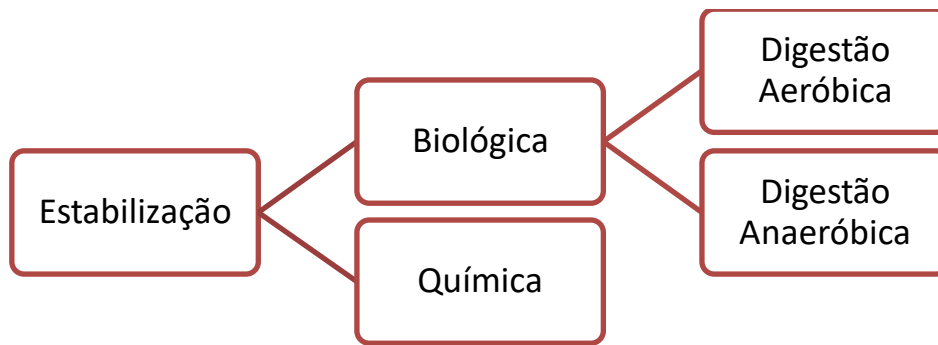 Estabilização
Biológica
Química
Digestão
Aeróbica
Digestão
Anaeróbica